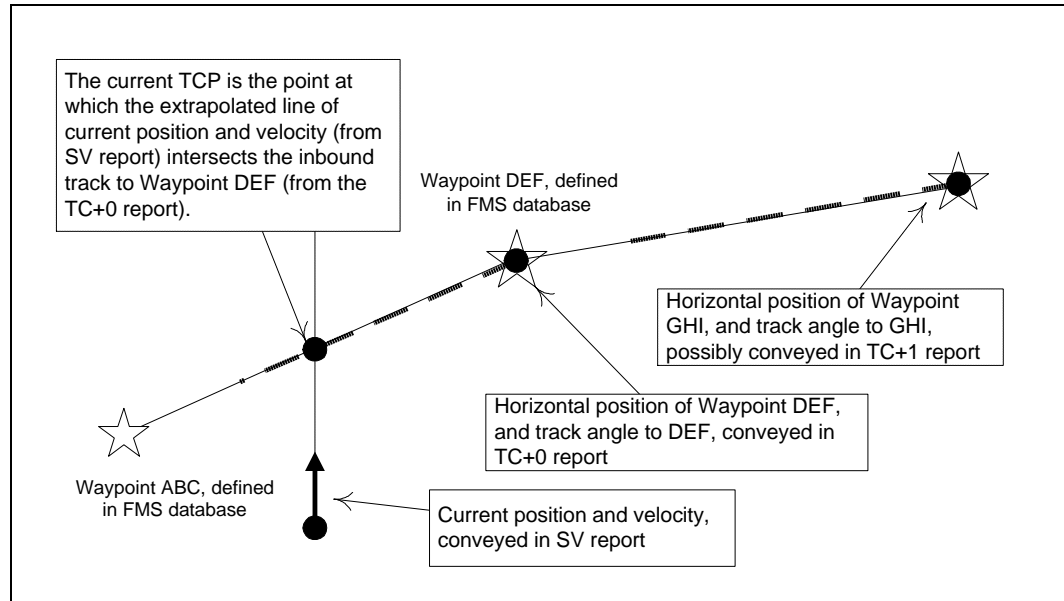 The current TCP is the point at
which the extrapolated line of
current position and velocity (from
SV report) intersects the inbound
track to Waypoint DEF (from the
TC+0 report).
Waypoint DEF, defined
in FMS database
Horizontal position of Waypoint
GHI, and track angle to GHI,
possibly conveyed in TC+1 report
Horizontal position of Waypoint DEF,
and track angle to DEF, conveyed in
TC+0 report
Waypoint ABC, defined
in FMS database
Current position and velocity,
conveyed in SV report